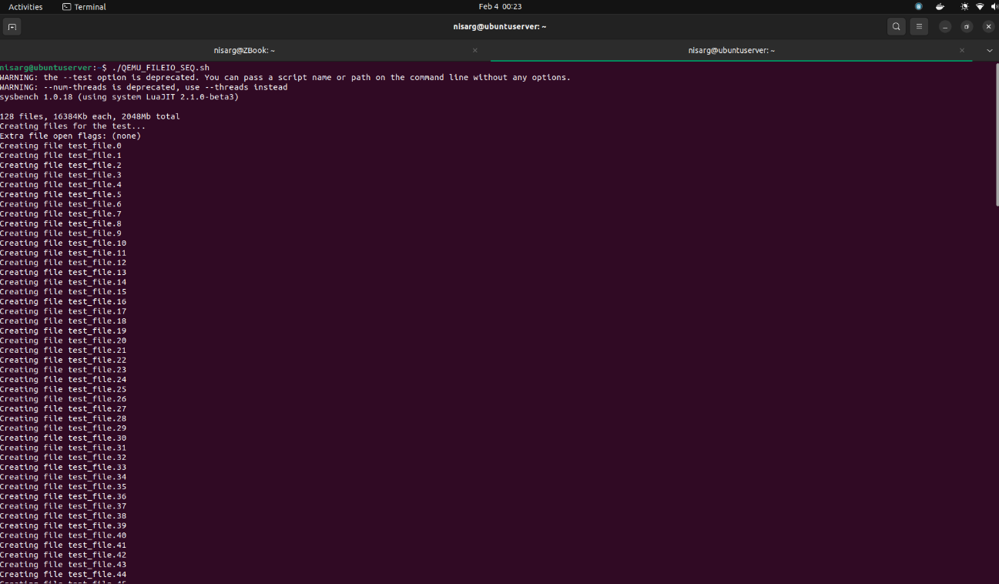 Activities Terminal Feb 4 00:23
nisarg@ubuntuserver: ~
nisarg@ZBook: ~ nisarg@ubuntuserver: ~
nisarg@ubuntuserver:~$ ./QEMU_FILEIO_SEQ.sh
WARNING: the --test option is deprecated. You can pass a script name or path on the command line without any options.
WARNING: --num-threads is deprecated, use --threads instead
sysbench 1.0.18 (using system LuaJIT 2.1.0-beta3)
128 files, 16384Kb each, 2048Mb total
Creating files for the test...
Extra file open flags: (none)
Creating file test_file.0
Creating file test_file.1
Creating file test_file.2
Creating file test_file.3
Creating file test_file.4
Creating file test_file.5
Creating file test_file.6
Creating file test_file.7
Creating file test_file.8
Creating file test_file.9
Creating file test_file.10
Creating file test_file.11
Creating file test_file.12
Creating file test_file.13
Creating file test_file.14
Creating file test_file.15
Creating file test_file.16
Creating file test_file.17
Creating file test_file.18
Creating file test_file.19
Creating file test_file.20
Creating file test_file.21
Creating file test_file.22
Creating file test_file.23
Creating file test_file.24
Creating file test_file.25
Creating file test_file.26
Creating file test_file.27
Creating file test_file.28
Creating file test_file.29
Creating file test_file.30
Creating file test_file.31
Creating file test_file.32
Creating file test_file.33
Creating file test_file.34
Creating file test_file.35
Creating file test_file.36
Creating file test_file.37
Creating file test_file.38
Creating file test_file.39
Creating file test_file.40
Creating file test_file.41
Creating file test_file.42
Creating file test_file.43
Creating file test_file.44
Creating file test_file.45